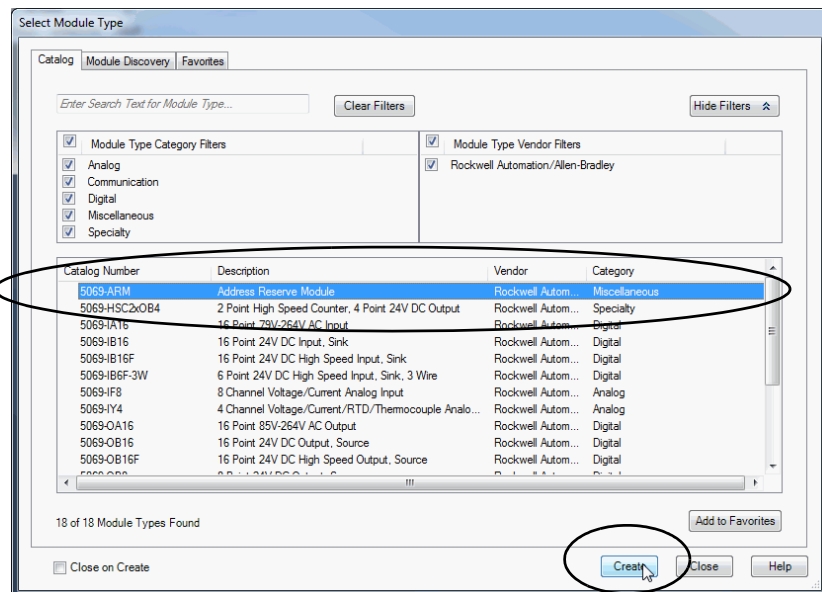 Select Module Type
Catalog Module Discovery Favorites
Enter Search Text for Module Type... Clear Filters Hide Filters
Module Type Category Filters Module Type Vendor Filters
Analog Rockwell Automation/Allen-Bradley
Communication
Digital
Miscellaneous
Specialty
Catalog Number Description Vendor Category
5069-ARM Address Reserve Module Rockwell Autom... Miscellaneous
5069-HSC2xOB4 2 Point High Speed Counter, 4 Point 24V DC Output Rockwell Autom... Specialty
5069-IA16 16 Point 79V-264V AC Input Rockwell Autom... Digital
5069-IB16 16 Point 24V DC Input, Sink Rockwell Autom... Digital
5069-IB16F 16 Point 24V DC High Speed Input, Sink Rockwell Autom... Digital
5069-IB6F-3W 6 Point 24V DC High Speed Input, Sink, 3 Wire Rockwell Autom... Digital
5069-IF8 8 Channel Voltage/Current Analog Input Rockwell Autom... Analog
5069-IY4 4 Channel Voltage/Current/RTD/Thermocouple Analo... Rockwell Autom... Analog
5069-OA16 16 Point 85V-264V AC Output Rockwell Autom... Digital
5069-OB16 16 Point 24V DC Output, Source Rockwell Autom... Digital
5069-OB16F 16 Point 24V DC High Speed Output, Source Rockwell Autom... Digital
18 of 18 Module Types Found Add to Favorites
Close on Create Create Close Help